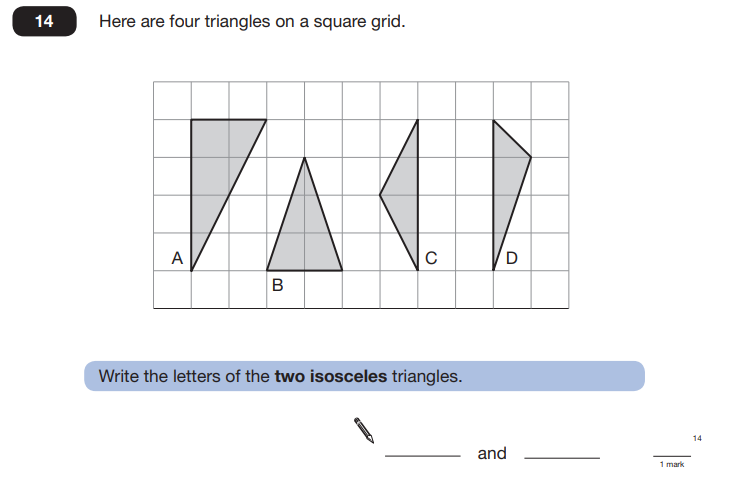 14 Here are four triangles on a square grid.
A
B
C
D
Write the letters of the two isosceles triangles.
and
14
1 mark